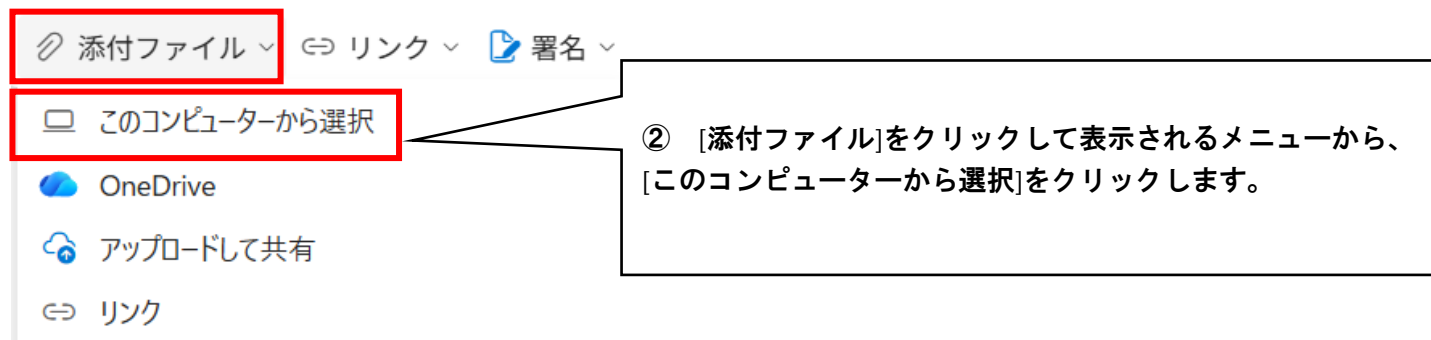 添付ファイル リンク 署名
このコンピューターから選択
OneDrive
アップロードして共有
リンク
② [添付ファイル]をクリックして表示されるメニューから、
[このコンピューターから選択]をクリックします。